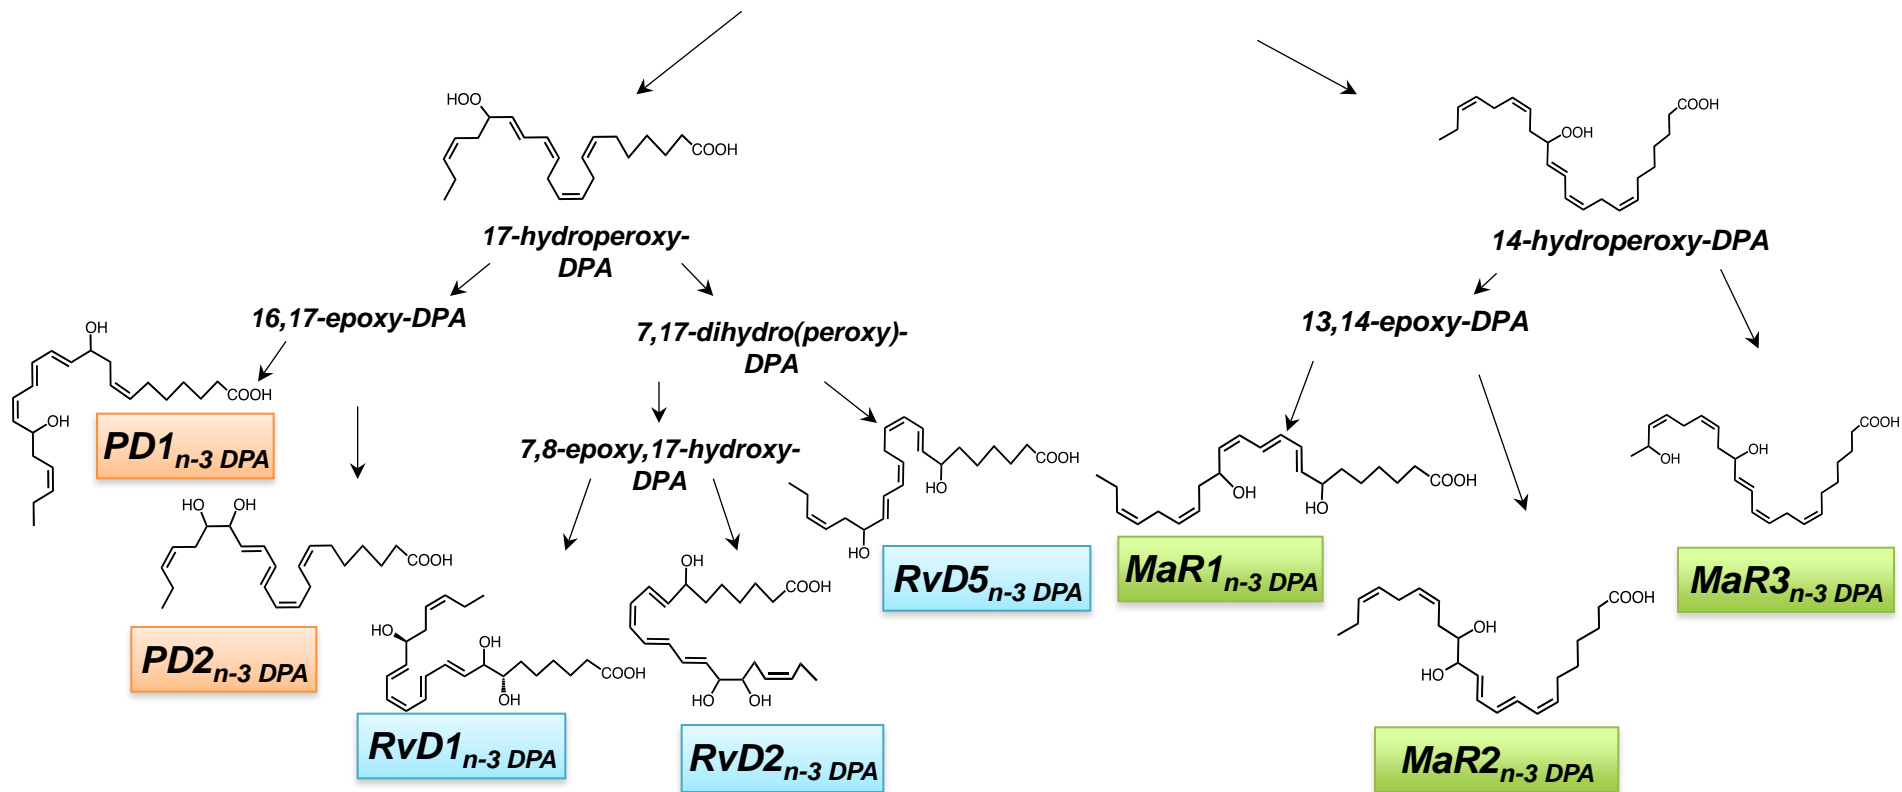 HOO
COOH
17-hydroperoxy-
DPA
COOH
OOH
14-hydroperoxy-DPA
16,17-epoxy-DPA
7,17-dihydro(peroxy)-
DPA
13,14-epoxy-DPA
OH
COOH
OH
PD1n-3 DPA
7,8-epoxy,17-hydroxy-
DPA
COOH
HO
HO
RvD5n-3 DPA
COOH
OH
HO
MaR1n-3 DPA
COOH
OH
OH
MaR3n-3 DPA
HO OH
COOH
PD2n-3 DPA
HO
OH
COOH
OH
RvD1n-3 DPA
OH
COOH
HO OH
RvD2n-3 DPA
COOH
OH
HO
MaR2n-3 DPA